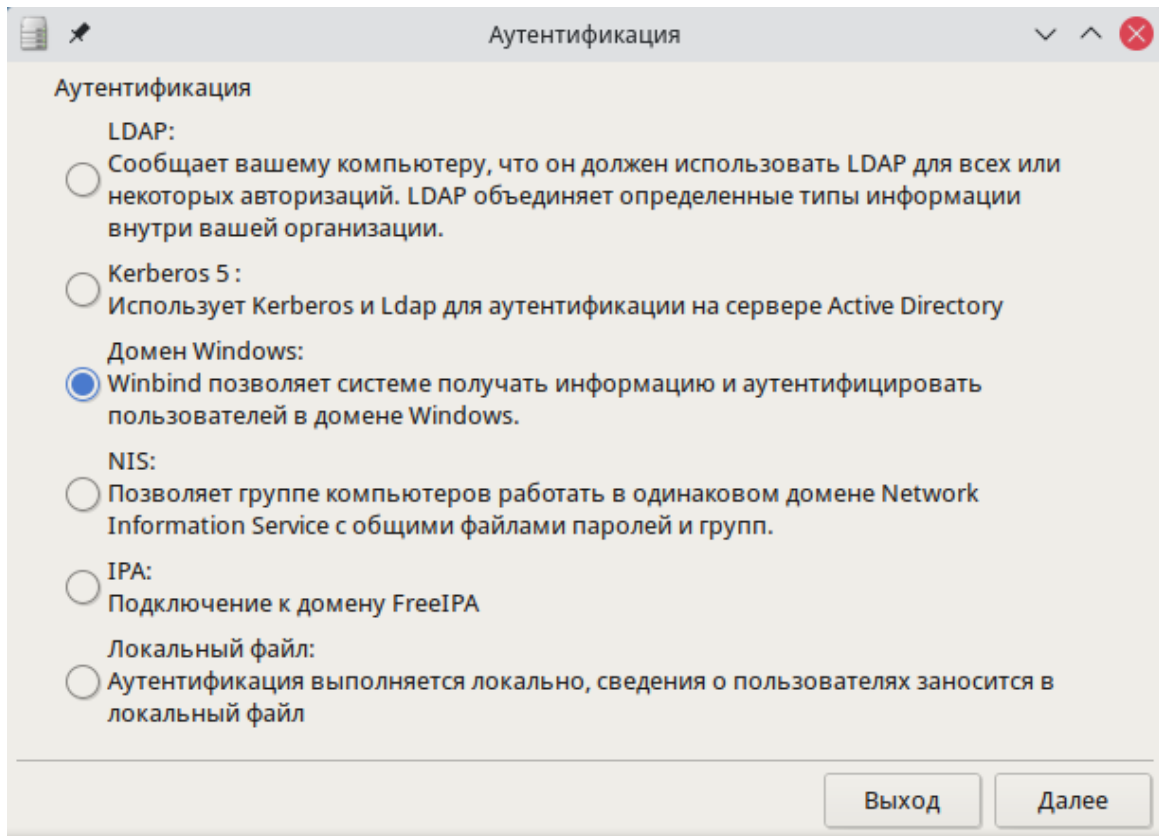 Аутентификация
Аутентификация
LDAP:
Сообщает вашему компьютеру, что он должен использовать LDAP для всех или
некоторых авторизаций. LDAP объединяет определенные типы информации
внутри вашей организации.
Kerberos 5 :
Использует Kerberos и Ldap для аутентификации на сервере Active Directory
Домен Windows:
Winbind позволяет системе получать информацию и аутентифицировать
пользователей в домене Windows.
NIS:
Позволяет группе компьютеров работать в одинаковом домене Network
Information Service с общими файлами паролей и групп.
IPA:
Подключение к домену FreeIPA
Локальный файл:
Аутентификация выполняется локально, сведения о пользователях заносится в
локальный файл
Выход Далее